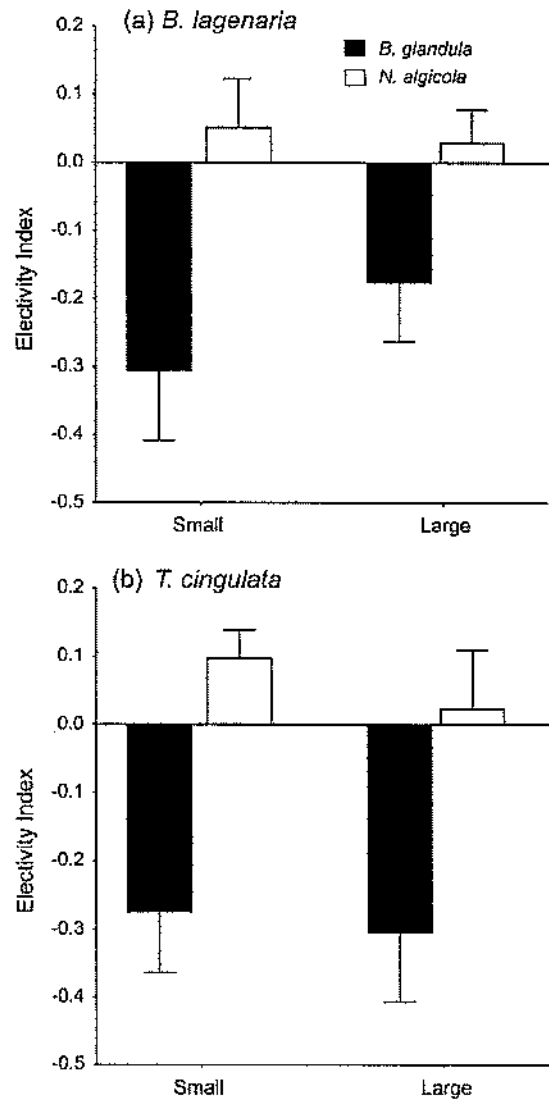 (a) B. lagenaria
B. glandula
N. algicola
0.2
0.1
0.0
-0.1
-0.2
-0.3
-0.4
-0.5
Electivity Index
Small Large
(b) T. cingulata
0.2
0.1
0.0
-0.1
-0.2
-0.3
-0.4
-0.5
Electivity Index
Small Large